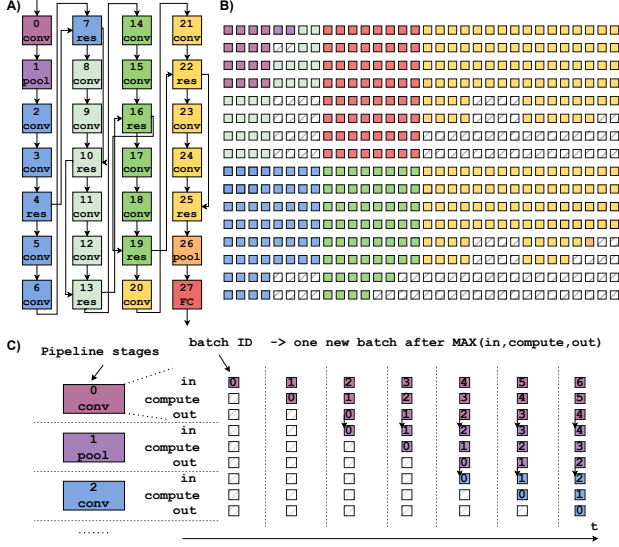 A)
B)
0
conv
1
pool
2
conv
3
conv
4
res
5
conv
6
conv
7
res
8
conv
9
conv
10
res
11
conv
12
conv
13
res
14
conv
15
conv
16
res
17
conv
18
conv
19
res
20
conv
21
conv
22
res
23
conv
24
conv
25
res
26
pool
27
FC
C)
Pipeline stages
batch ID -> one new batch after MAX(in,compute,out)
0
conv
in 0 1 2 3 4 5 6
compute 0 1 2 3 4 5
out 0 1 2 3 4
1
pool
in 0 1 2 3 4
compute 0 1 2 3
out 0 1 2
2
conv
in 0 1 2
compute 0 1
out 0
......
t